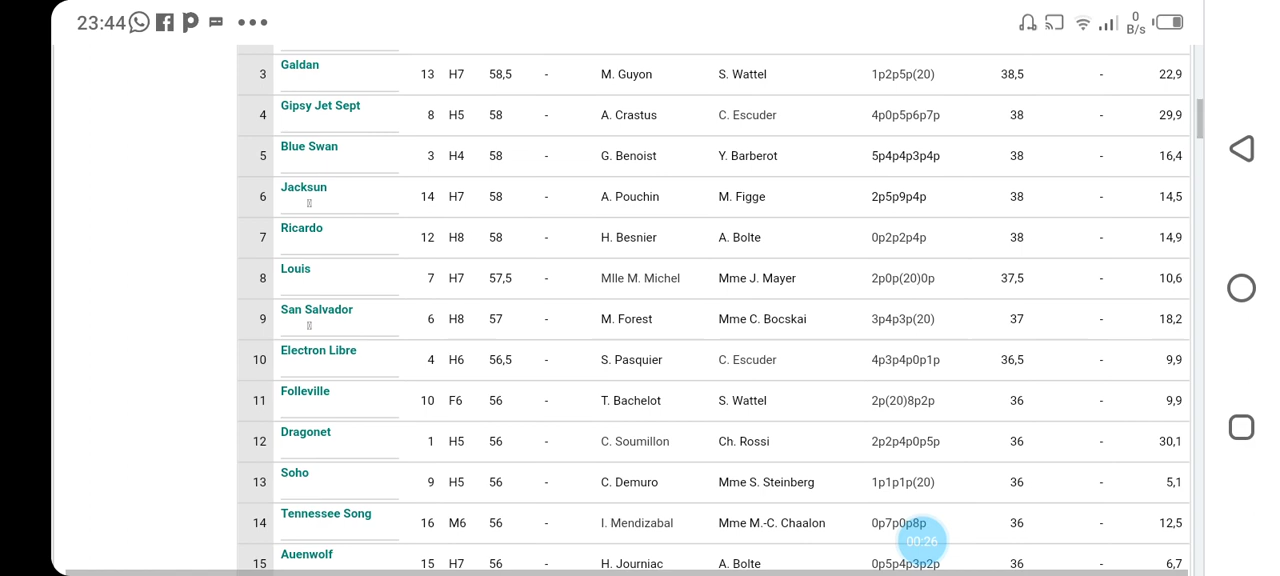 23:44 0 B/s
3 Galdan 13 H7 58,5 - M. Guyon S. Wattel 1p2p5p(20) 38,5 - 22,9
4 Gipsy Jet Sept 8 H5 58 - A. Crastus C. Escuder 4p0p5p6p7p 38 - 29,9
5 Blue Swan 3 H4 58 - G. Benoist Y. Barberot 5p4p4p3p4p 38 - 16,4
6 Jacksun 14 H7 58 - A. Pouchin M. Figge 2p5p9p4p 38 - 14,5
7 Ricardo 12 H8 58 - H. Besnier A. Bolte 0p2p2p4p 38 - 14,9
8 Louis 7 H7 57,5 - Mlle M. Michel Mme J. Mayer 2p0p(20)0p 37,5 - 10,6
9 San Salvador 6 H8 57 - M. Forest Mme C. Bocskai 3p4p3p(20) 37 - 18,2
10 Electron Libre 4 H6 56,5 - S. Pasquier C. Escuder 4p3p4p0p1p 36,5 - 9,9
11 Folleville 10 F6 56 - T. Bachelot S. Wattel 2p(20)8p2p 36 - 9,9
12 Dragonet 1 H5 56 - C. Soumillon Ch. Rossi 2p2p4p0p5p 36 - 30,1
13 Soho 9 H5 56 - C. Demuro Mme S. Steinberg 1p1p1p(20) 36 - 5,1
14 Tennessee Song 16 M6 56 - I. Mendizabal Mme M.-C. Chaalon 0p7p0p8p 36 - 12,5
00:26
15 Auenwolf 15 H7 56 - H. Journiac A. Bolte 0p5p4p3p2p 36 - 6,7